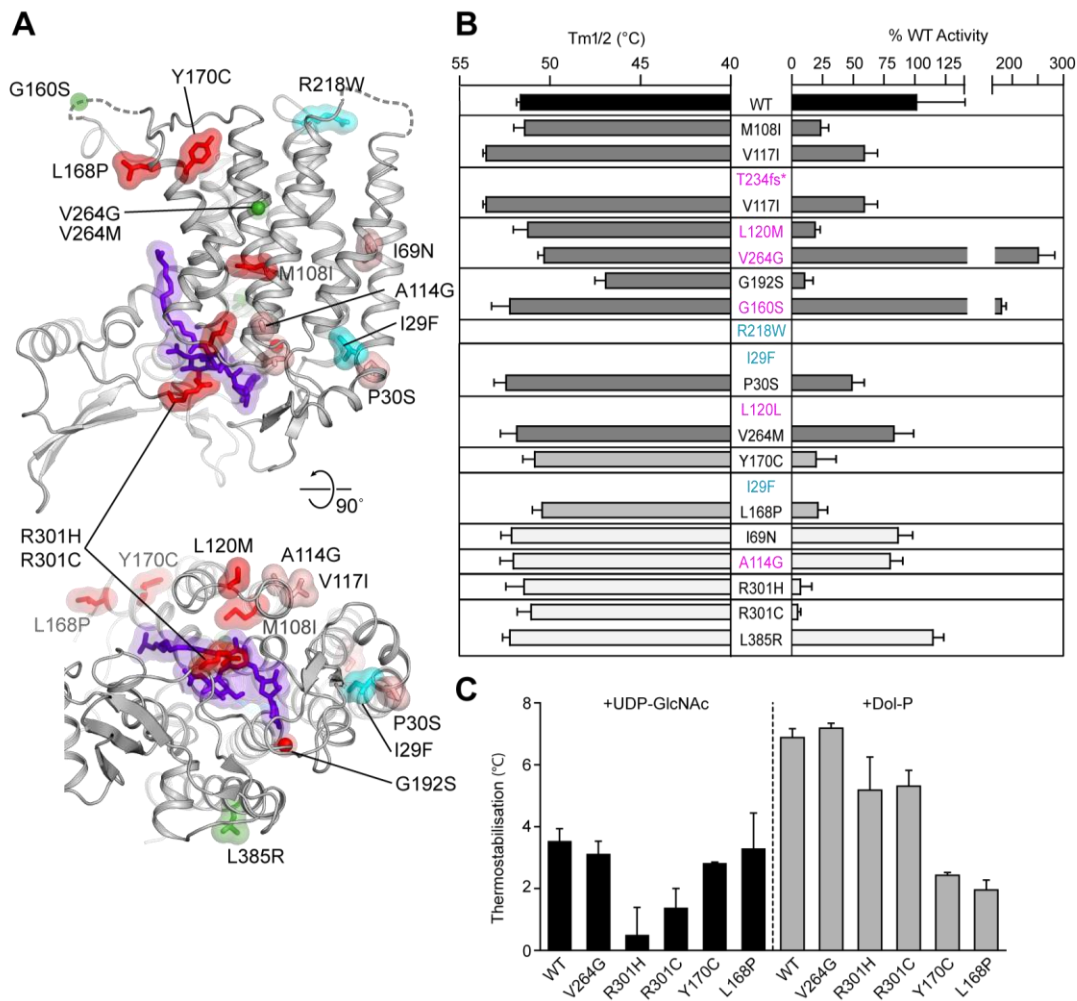 A
G160S
Y170C
R218W
L168P
V264G
V264M
I69N
M108I
A114G
I29F
P30S
90°
R301H
R301C
Y170C
L120M
A114G
V117I
L168P
M108I
P30S
I29F
G192S
L385R
B
Tm1/2 (°C)
% WT Activity
55 50 45 40 0 25 50 75 100 125 200 300
WT
M108I
V117I
T234fs*
V117I
L120M
V264G
G192S
G160S
R218W
I29F
P30S
L120L
V264M
Y170C
I29F
L168P
I69N
A114G
R301H
R301C
L385R
C
+UDP-GlcNAc +Dol-P
Thermostabilisation (°C)
8
6
4
2
0
WT V264G R301H R301C Y170C L168P WT V264G R301H R301C Y170C L168P